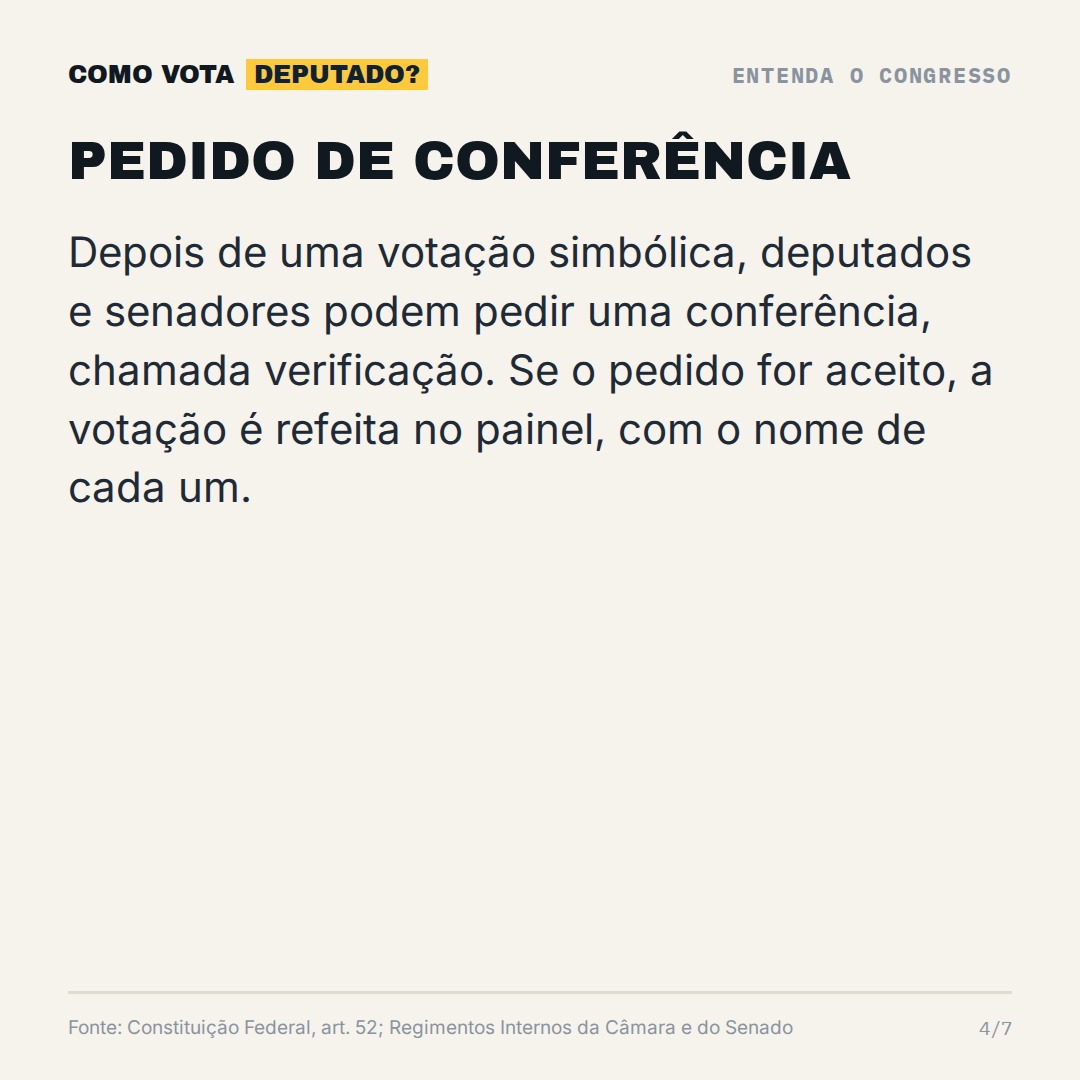 COMO VOTA DEPUTADO?
ENTENDA O CONGRESSO
PEDIDO DE CONFERÊNCIA
Depois de uma votação simbólica, deputados
e senadores podem pedir uma conferência,
chamada verificação. Se o pedido for aceito, a
votação é refeita no painel, com o nome de
cada um.
Fonte: Constituição Federal, art. 52; Regimentos Internos da Câmara e do Senado
4/7